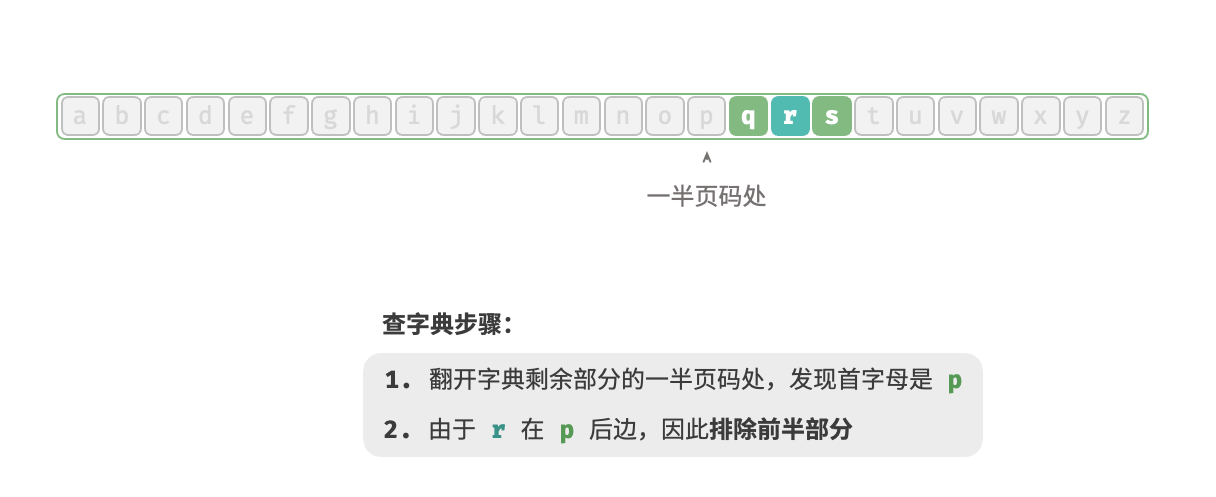 a b c d e f g h i j k l m n o p q r s t u v w x y z
一半页码处
查字典步骤：
1. 翻开字典剩余部分的一半页码处，发现首字母是 p
2. 由于 r 在 p 后边，因此排除前半部分